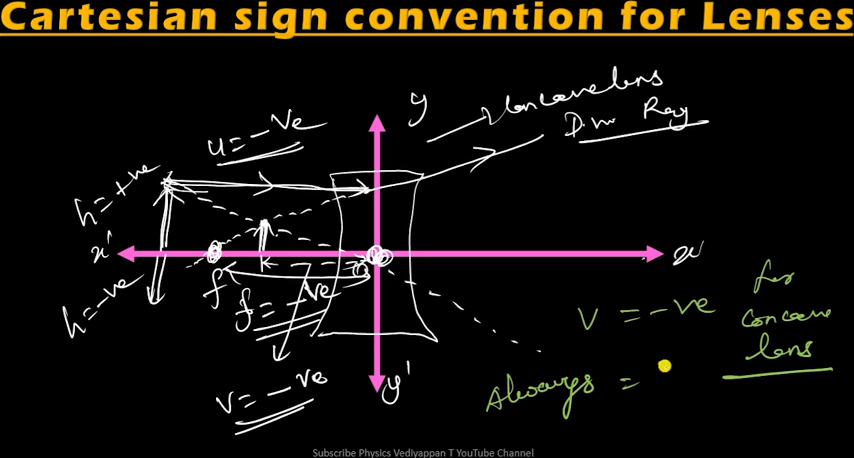 Cartesian sign convention for Lenses
y
Concave lens
Div Ray
u = -ve
h = +ve
x'
x
f
h = -ve
f = -ve
v = -ve
y'
V = -ve for
concave
lens
Always =
Subscribe Physics Vediyappan T YouTube Channel